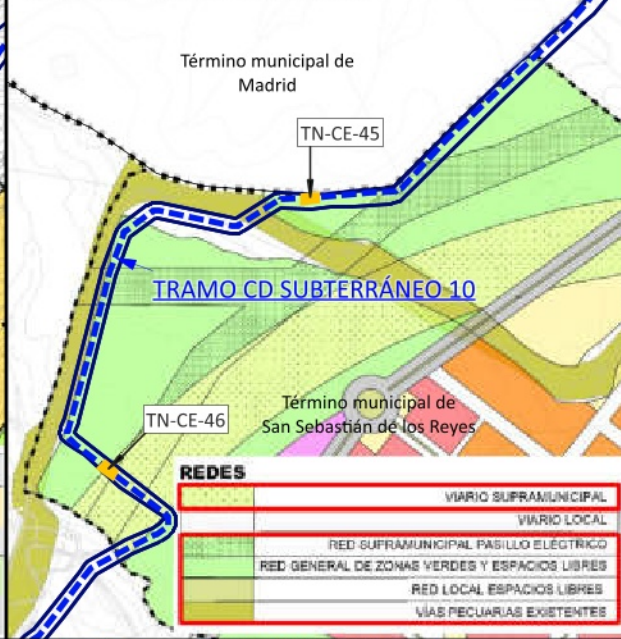 Término municipal de
Madrid
TN-CE-45
TRAMO CD SUBTERRÁNEO 10
Término municipal de
San Sebastián de los Reyes
TN-CE-46
REDES
VIARIO SUPRAMUNICIPAL
VIARIO LOCAL
RED SUPRAMUNICIPAL PASILLO ELÉCTRICO
RED GENERAL DE ZONAS VERDES Y ESPACIOS LIBRES
RED LOCAL ESPACIOS LIBRES
VIAS PECUARIAS EXISTENTES